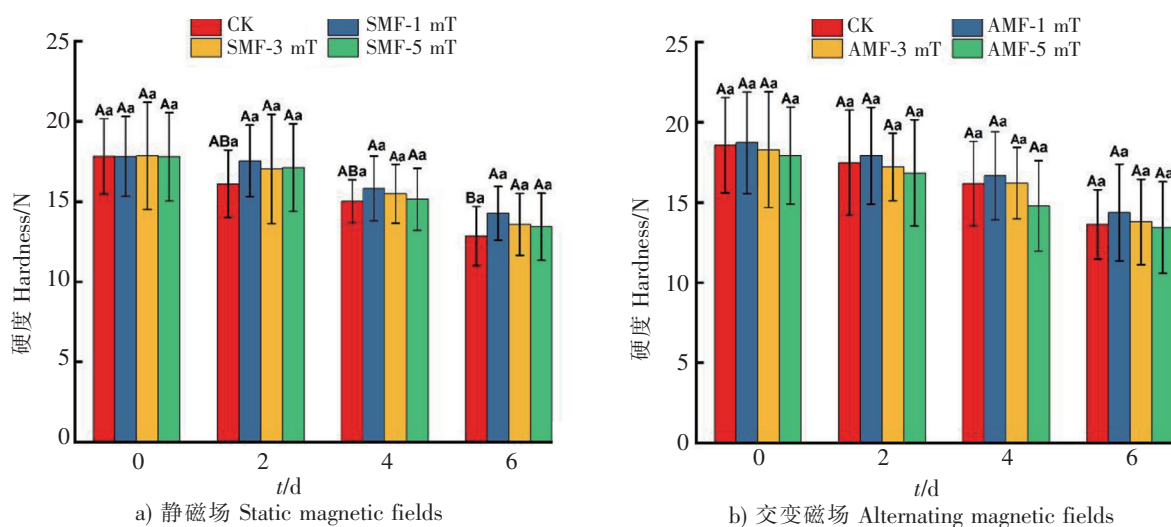 CK SMF-1 mT
SMF-3 mT SMF-5 mT
25
20
15
10
5
0
硬度 Hardness/N
Aa Aa Aa Aa
ABa Aa Aa Aa
ABa Aa Aa Aa
Ba Aa Aa Aa
0 2 4 6
t/d
a) 静磁场 Static magnetic fields
CK AMF-1 mT
AMF-3 mT AMF-5 mT
25
20
15
10
5
0
硬度 Hardness/N
Aa Aa Aa Aa
Aa Aa Aa Aa
Aa Aa Aa Aa
Aa Aa Aa Aa
0 2 4 6
t/d
b) 交变磁场 Alternating magnetic fields